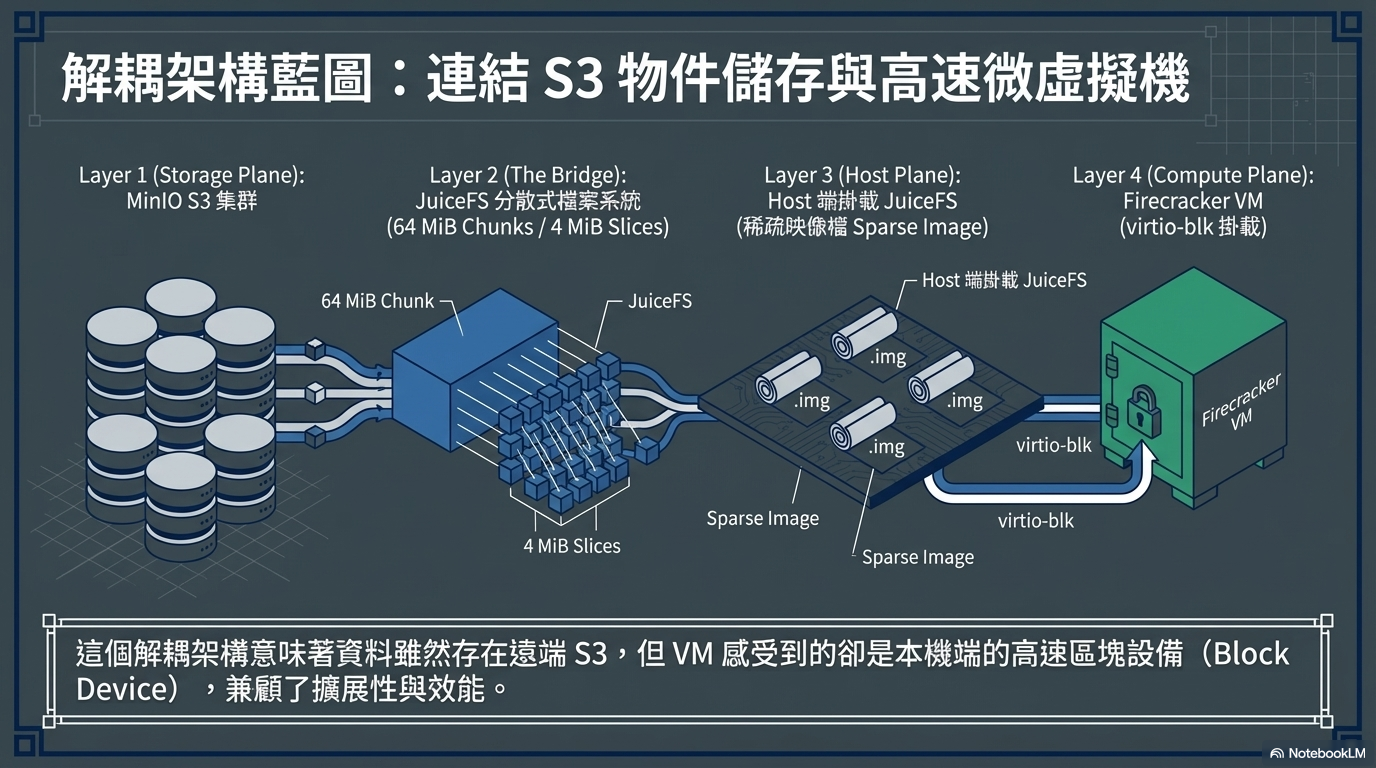 解耦架構藍圖：連結 S3 物件儲存與高速微虛擬機
Layer 1 (Storage Plane):
MinIO S3 集群
Layer 2 (The Bridge):
JuiceFS 分散式檔案系統
(64 MiB Chunks / 4 MiB Slices)
Layer 3 (Host Plane):
Host 端掛載 JuiceFS
(稀疏映像檔 Sparse Image)
Layer 4 (Compute Plane):
Firecracker VM
(virtio-blk 掛載)
64 MiB Chunk
JuiceFS
4 MiB Slices
Host 端掛載 JuiceFS
.img
.img
.img
.img
Sparse Image
Sparse Image
virtio-blk
virtio-blk
Firecracker
VM
這個解耦架構意味著資料雖然存在遠端 S3，但 VM 感受到的卻是本機端的高速區塊設備（Block
Device），兼顧了擴展性與效能。
NotebookLM